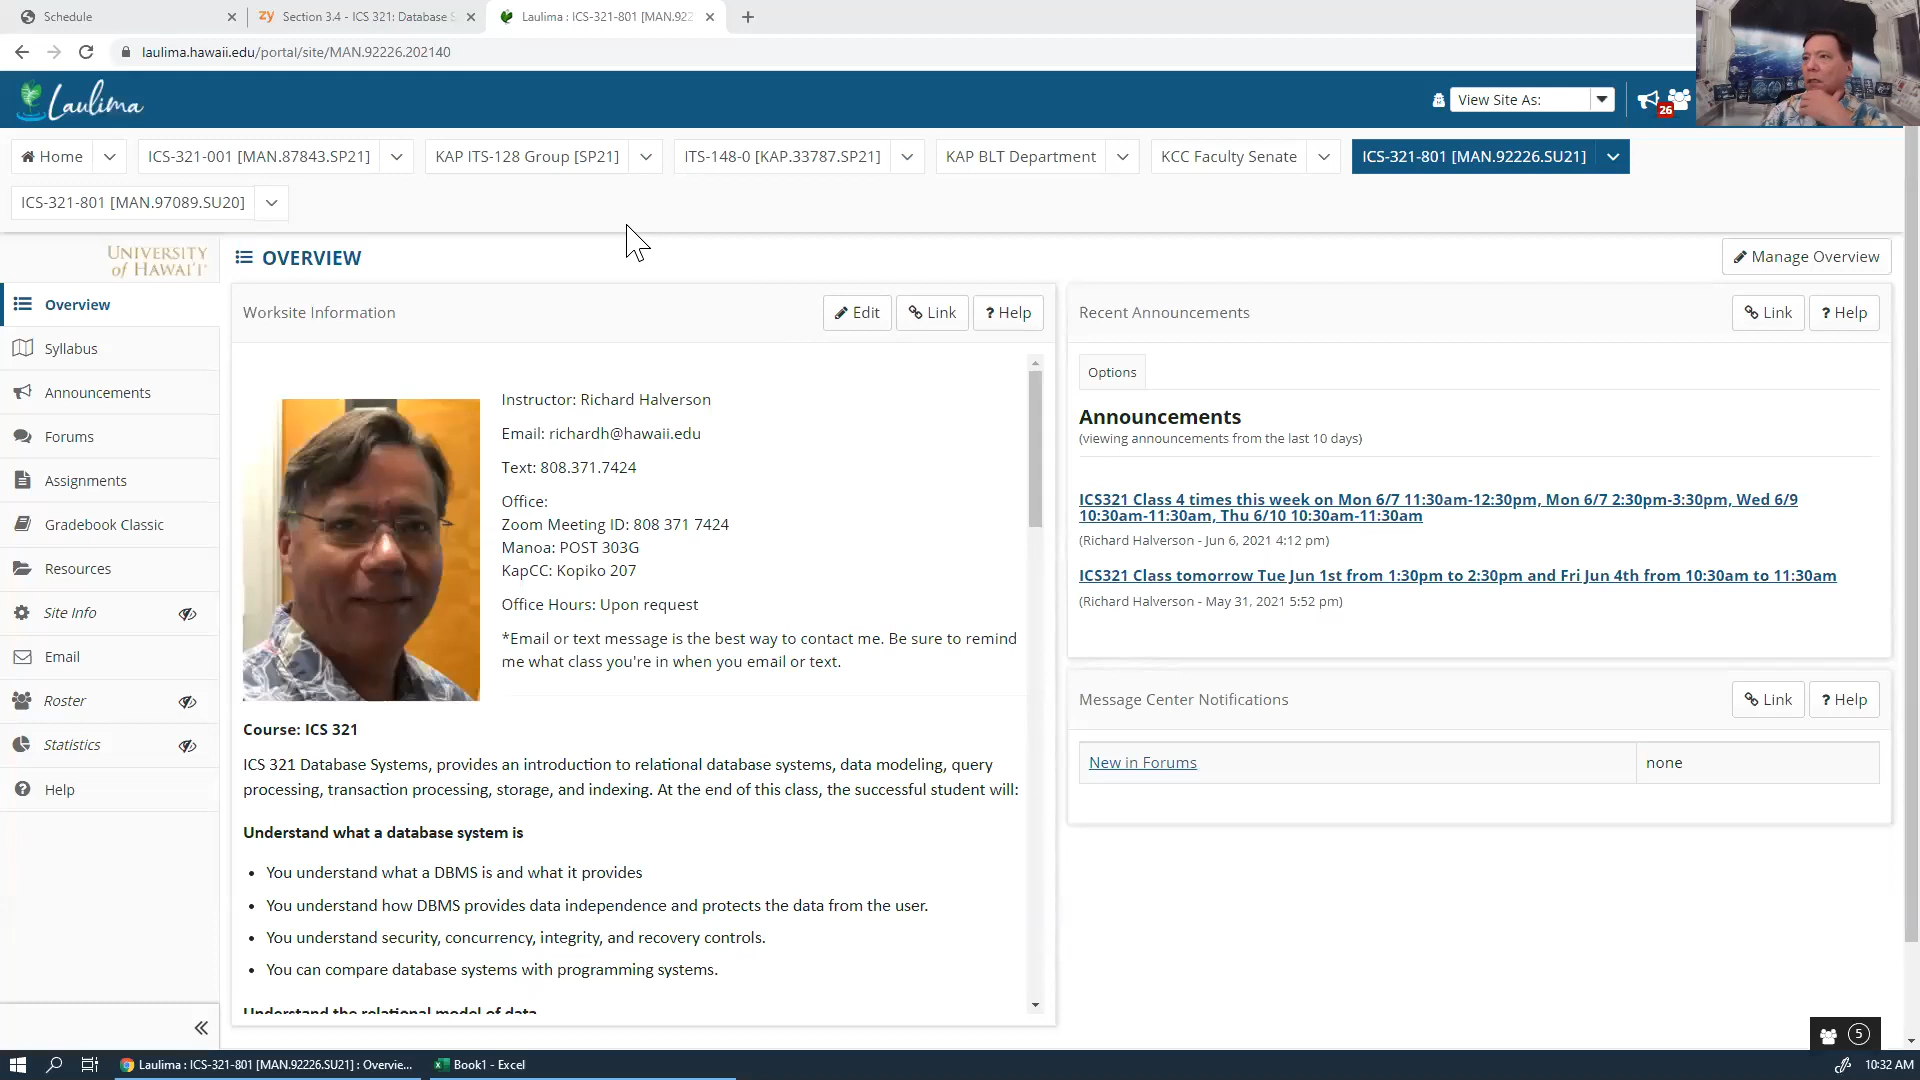 Schedule
zy Section 3.4 - ICS 321: Database S
Laulima : ICS-321-801 [MAN.922
laulima.hawaii.edu/portal/site/MAN.92226.202140
Laulima
View Site As:
26
Home
ICS-321-001 [MAN.87843.SP21]
KAP ITS-128 Group [SP21]
ITS-148-0 [KAP.33787.SP21]
KAP BLT Department
KCC Faculty Senate
ICS-321-801 [MAN.92226.SU21]
ICS-321-801 [MAN.97089.SU20]
UNIVERSITY
of HAWAI'I
Overview
Syllabus
Announcements
Forums
Assignments
Gradebook Classic
Resources
Site Info
Email
Roster
Statistics
Help
OVERVIEW
Manage Overview
Worksite Information
Edit
Link
? Help
Instructor: Richard Halverson
Email: richardh@hawaii.edu
Text: 808.371.7424
Office:
Zoom Meeting ID: 808 371 7424
Manoa: POST 303G
KapCC: Kopiko 207
Office Hours: Upon request
*Email or text message is the best way to contact me. Be sure to remind
me what class you're in when you email or text.
Course: ICS 321
ICS 321 Database Systems, provides an introduction to relational database systems, data modeling, query
processing, transaction processing, storage, and indexing. At the end of this class, the successful student will:
Understand what a database system is
• You understand what a DBMS is and what it provides
• You understand how DBMS provides data independence and protects the data from the user.
• You understand security, concurrency, integrity, and recovery controls.
• You can compare database systems with programming systems.
Understand the relational model of data
Recent Announcements
Link
? Help
Options
Announcements
(viewing announcements from the last 10 days)
ICS321 Class 4 times this week on Mon 6/7 11:30am-12:30pm, Mon 6/7 2:30pm-3:30pm, Wed 6/9
10:30am-11:30am, Thu 6/10 10:30am-11:30am
(Richard Halverson - Jun 6, 2021 4:12 pm)
ICS321 Class tomorrow Tue Jun 1st from 1:30pm to 2:30pm and Fri Jun 4th from 10:30am to 11:30am
(Richard Halverson - May 31, 2021 5:52 pm)
Message Center Notifications
Link
? Help
New in Forums
none
5
Laulima : ICS-321-801 [MAN.92226.SU21] : Overvie...
Book1 - Excel
10:32 AM